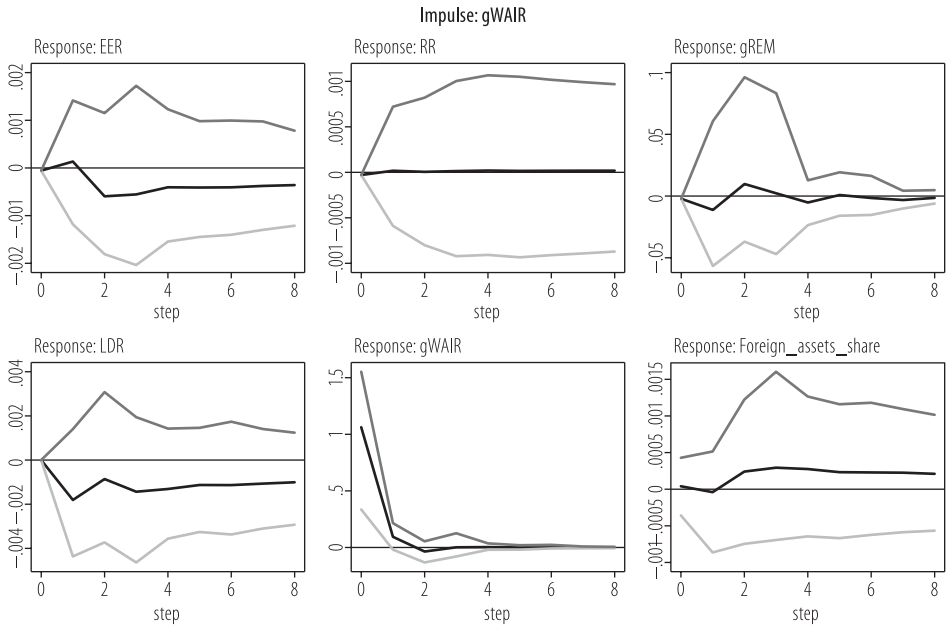 Impulse: gWAIR
Response: EER
.002
.001
0
−.001
−.002
0 2 4 6 8
step
Response: RR
.001
.0005
0
−.0005
−.001
0 2 4 6 8
step
Response: gREM
.1
.05
0
−.05
0 2 4 6 8
step
Response: LDR
.004
.002
0
−.002
−.004
0 2 4 6 8
step
Response: gWAIR
1.5
1
.5
0
0 2 4 6 8
step
Response: Foreign_assets_share
.0015
.001
.0005
0
−.0005
−.001
0 2 4 6 8
step